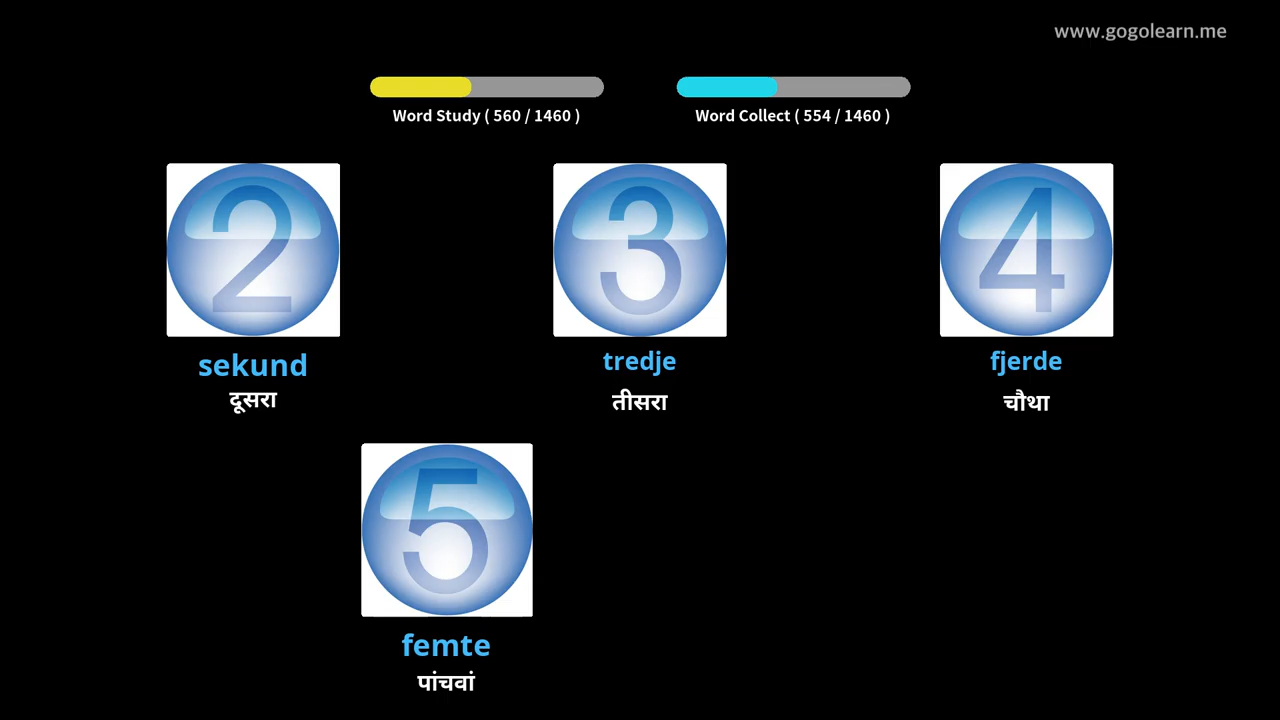 www.gogolearn.me
Word Study ( 560 / 1460 )
Word Collect ( 554 / 1460 )
2
3
4
sekund
tredje
fjerde
दूसरा
तीसरा
चौथा
5
femte
पांचवां